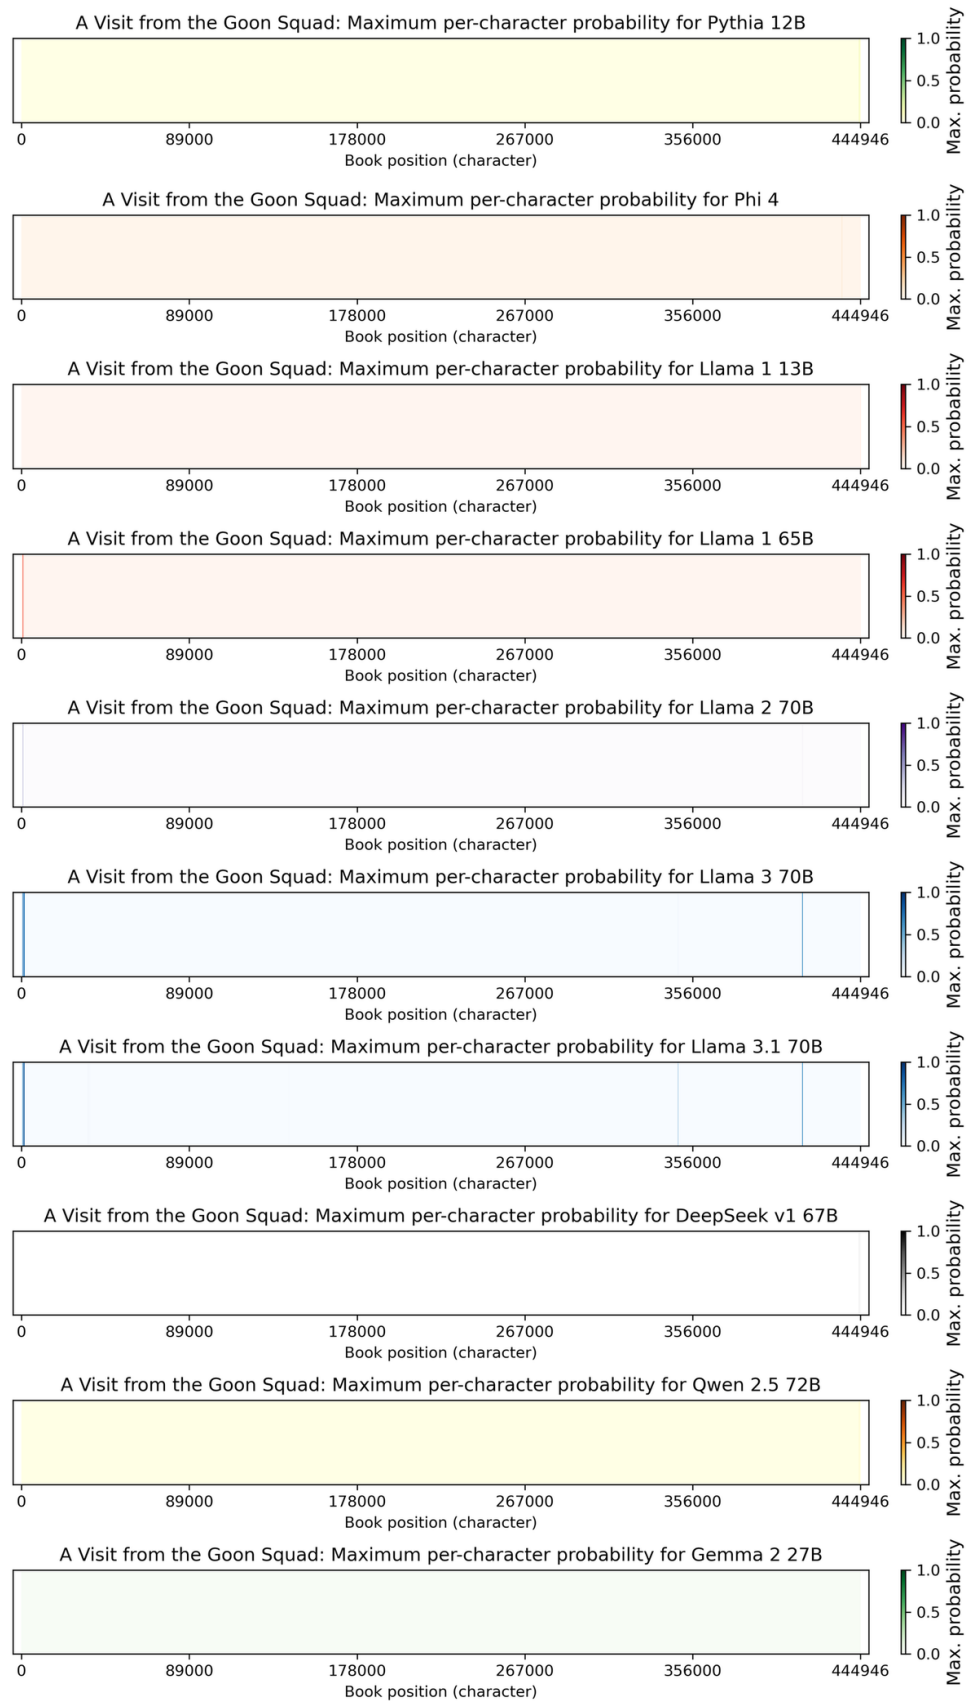 A Visit from the Goon Squad: Maximum per-character probability for Pythia 12B
1.0
0.5
0.0
Max. probability
0 89000 178000 267000 356000 444946
Book position (character)
A Visit from the Goon Squad: Maximum per-character probability for Phi 4
1.0
0.5
0.0
Max. probability
0 89000 178000 267000 356000 444946
Book position (character)
A Visit from the Goon Squad: Maximum per-character probability for Llama 1 13B
1.0
0.5
0.0
Max. probability
0 89000 178000 267000 356000 444946
Book position (character)
A Visit from the Goon Squad: Maximum per-character probability for Llama 1 65B
1.0
0.5
0.0
Max. probability
0 89000 178000 267000 356000 444946
Book position (character)
A Visit from the Goon Squad: Maximum per-character probability for Llama 2 70B
1.0
0.5
0.0
Max. probability
0 89000 178000 267000 356000 444946
Book position (character)
A Visit from the Goon Squad: Maximum per-character probability for Llama 3 70B
1.0
0.5
0.0
Max. probability
0 89000 178000 267000 356000 444946
Book position (character)
A Visit from the Goon Squad: Maximum per-character probability for Llama 3.1 70B
1.0
0.5
0.0
Max. probability
0 89000 178000 267000 356000 444946
Book position (character)
A Visit from the Goon Squad: Maximum per-character probability for DeepSeek v1 67B
1.0
0.5
0.0
Max. probability
0 89000 178000 267000 356000 444946
Book position (character)
A Visit from the Goon Squad: Maximum per-character probability for Qwen 2.5 72B
1.0
0.5
0.0
Max. probability
0 89000 178000 267000 356000 444946
Book position (character)
A Visit from the Goon Squad: Maximum per-character probability for Gemma 2 27B
1.0
0.5
0.0
Max. probability
0 89000 178000 267000 356000 444946
Book position (character)